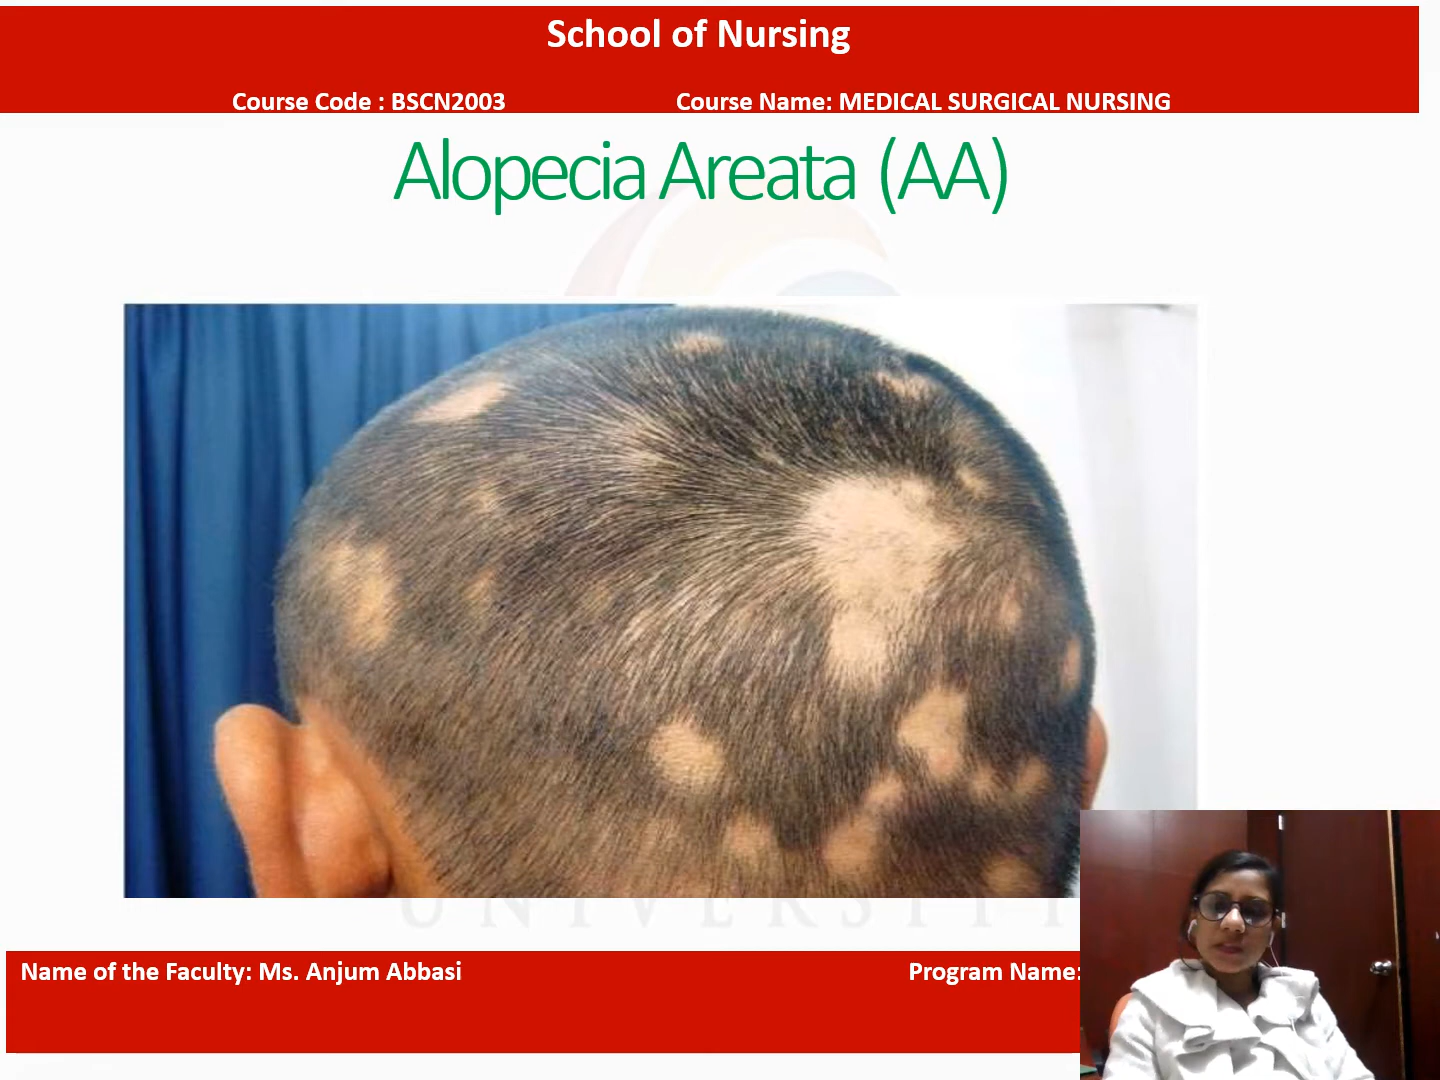 School of Nursing
Course Code : BSCN2003 Course Name: MEDICAL SURGICAL NURSING
Alopecia Areata (AA)
UNIVERSIT
Name of the Faculty: Ms. Anjum Abbasi Program Name: